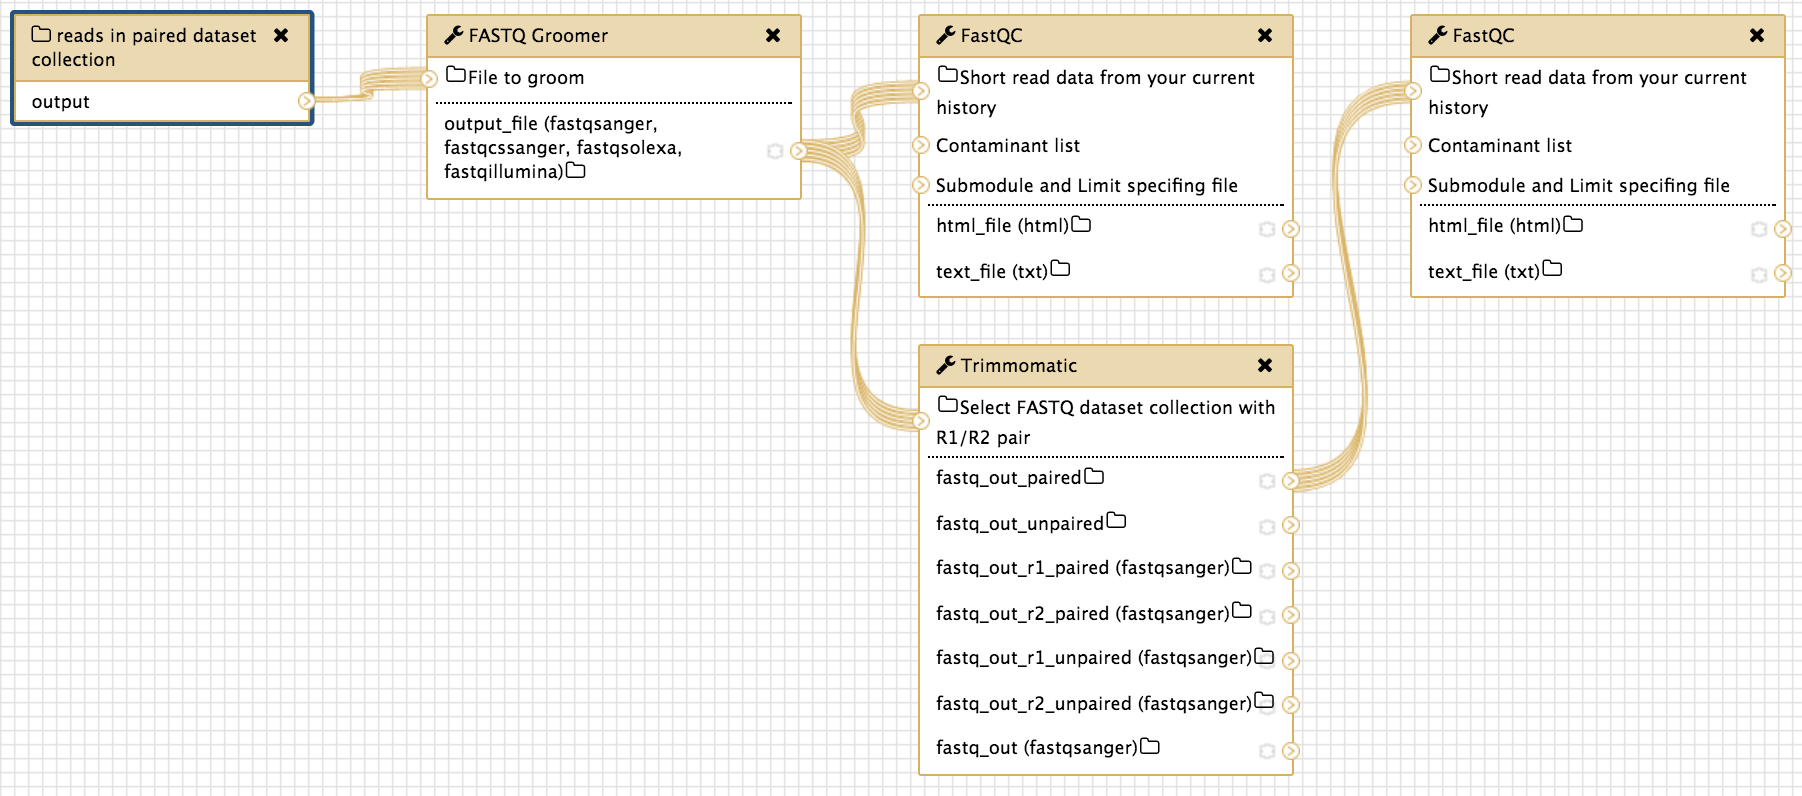 reads in paired dataset
collection
output
FASTQ Groomer
File to groom
output_file (fastqsanger,
fastqcssanger, fastqsolexa,
fastqillumina)
FastQC
Short read data from your current
history
Contaminant list
Submodule and Limit specifing file
html_file (html)
text_file (txt)
FastQC
Short read data from your current
history
Contaminant list
Submodule and Limit specifing file
html_file (html)
text_file (txt)
Trimmomatic
Select FASTQ dataset collection with
R1/R2 pair
fastq_out_paired
fastq_out_unpaired
fastq_out_r1_paired (fastqsanger)
fastq_out_r2_paired (fastqsanger)
fastq_out_r1_unpaired (fastqsanger)
fastq_out_r2_unpaired (fastqsanger)
fastq_out (fastqsanger)